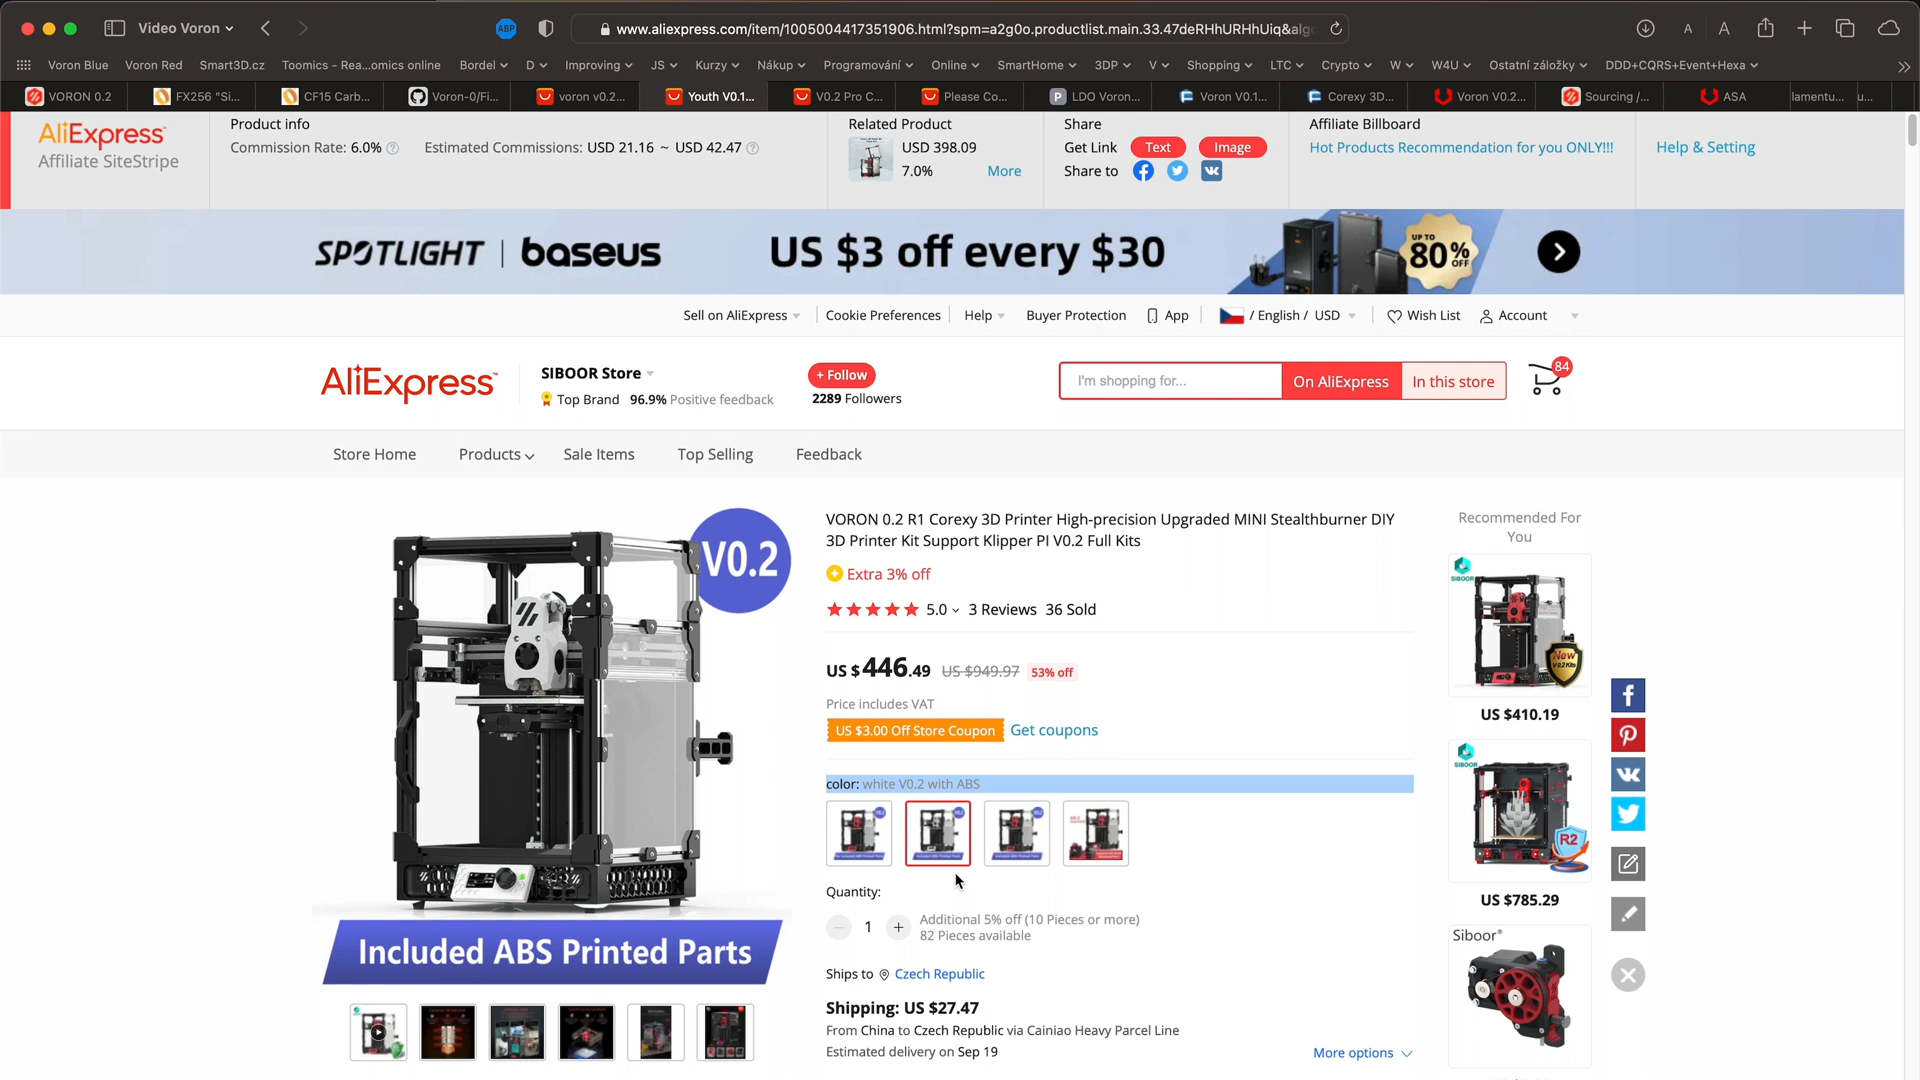 Video Voron
ABP
www.aliexpress.com/item/1005004417351906.html?spm=a2g0o.productlist.main.33.47deRHhURHhUiq&alg
A A
Voron Blue Voron Red Smart3D.cz Toomics - Rea...omics online Bordel D Improving JS Kurzy Nákup Programování Online SmartHome 3DP V Shopping LTC Crypto W W4U Ostatní záložky DDD+CQRS+Event+Hexa
VORON 0.2 FX256 "Si... CF15 Carb... Voron-0/Fi... voron v0.2... Youth V0.1... V0.2 Pro C... Please Co... LDO Voron... Voron V0.1... Corexy 3D... Voron V0.2... Sourcing /... ASA lamentu... u...
AliExpress
Affiliate SiteStripe
Product info
Commission Rate: 6.0% Estimated Commissions: USD 21.16 ~ USD 42.47
Related Product
USD 398.09
7.0% More
Share
Get Link Text Image
Share to
Affiliate Billboard
Hot Products Recommendation for you ONLY!!!
Help & Setting
SPOTLIGHT | baseus US $3 off every $30 UP TO 80% OFF
Sell on AliExpress Cookie Preferences Help Buyer Protection App / English / USD Wish List Account
AliExpress
SIBOOR Store
Top Brand 96.9% Positive feedback
+ Follow
2289 Followers
I'm shopping for... On AliExpress In this store 84
Store Home Products Sale Items Top Selling Feedback
V0.2
Included ABS Printed Parts
VORON 0.2 R1 Corexy 3D Printer High-precision Upgraded MINI Stealthburner DIY
3D Printer Kit Support Klipper PI V0.2 Full Kits
Extra 3% off
5.0 3 Reviews 36 Sold
US $446.49 US $949.97 53% off
Price includes VAT
US $3.00 Off Store Coupon Get coupons
color: white V0.2 with ABS
Quantity:
1 + Additional 5% off (10 Pieces or more)
82 Pieces available
Ships to Czech Republic
Shipping: US $27.47
From China to Czech Republic via Cainiao Heavy Parcel Line
Estimated delivery on Sep 19
More options
Recommended For
You
SIBOOR
New
V0.2 Kits
US $410.19
SIBOOR
R2
US $785.29
Siboor®